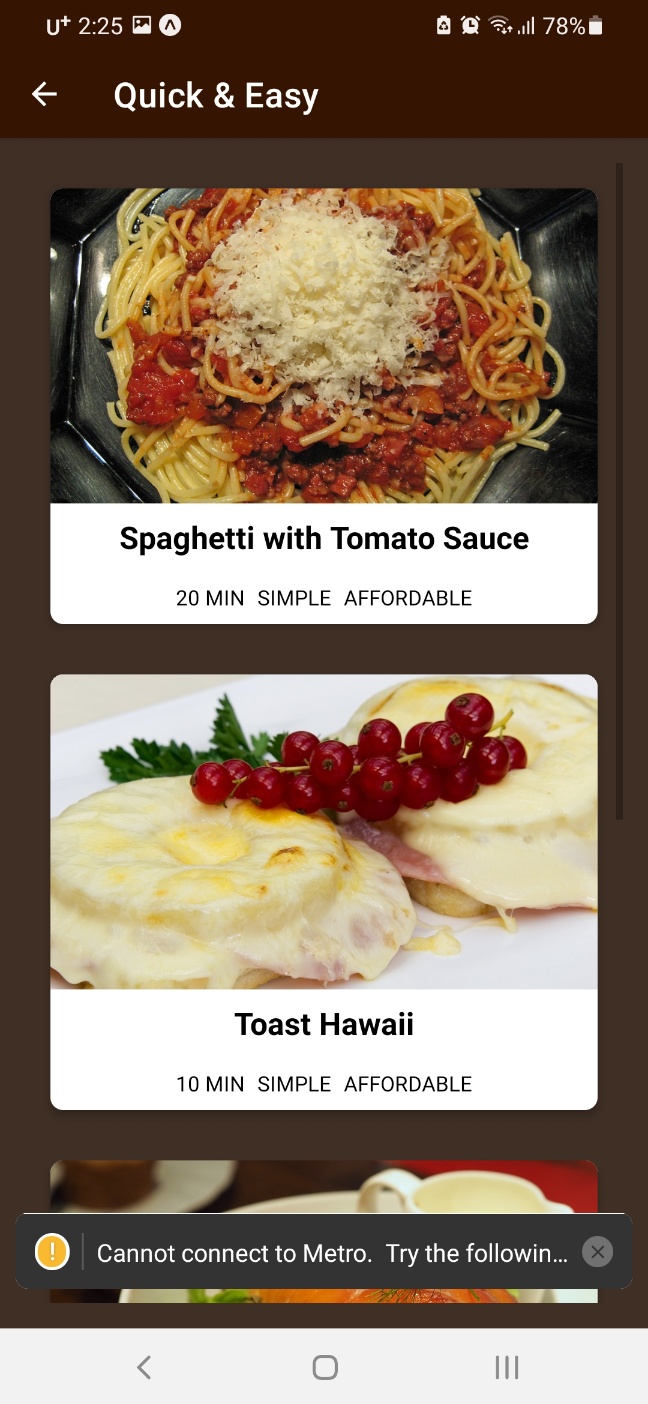 U+ 2:25 78%
Quick & Easy
Spaghetti with Tomato Sauce
20 MIN SIMPLE AFFORDABLE
Toast Hawaii
10 MIN SIMPLE AFFORDABLE
! Cannot connect to Metro. Try the followin...